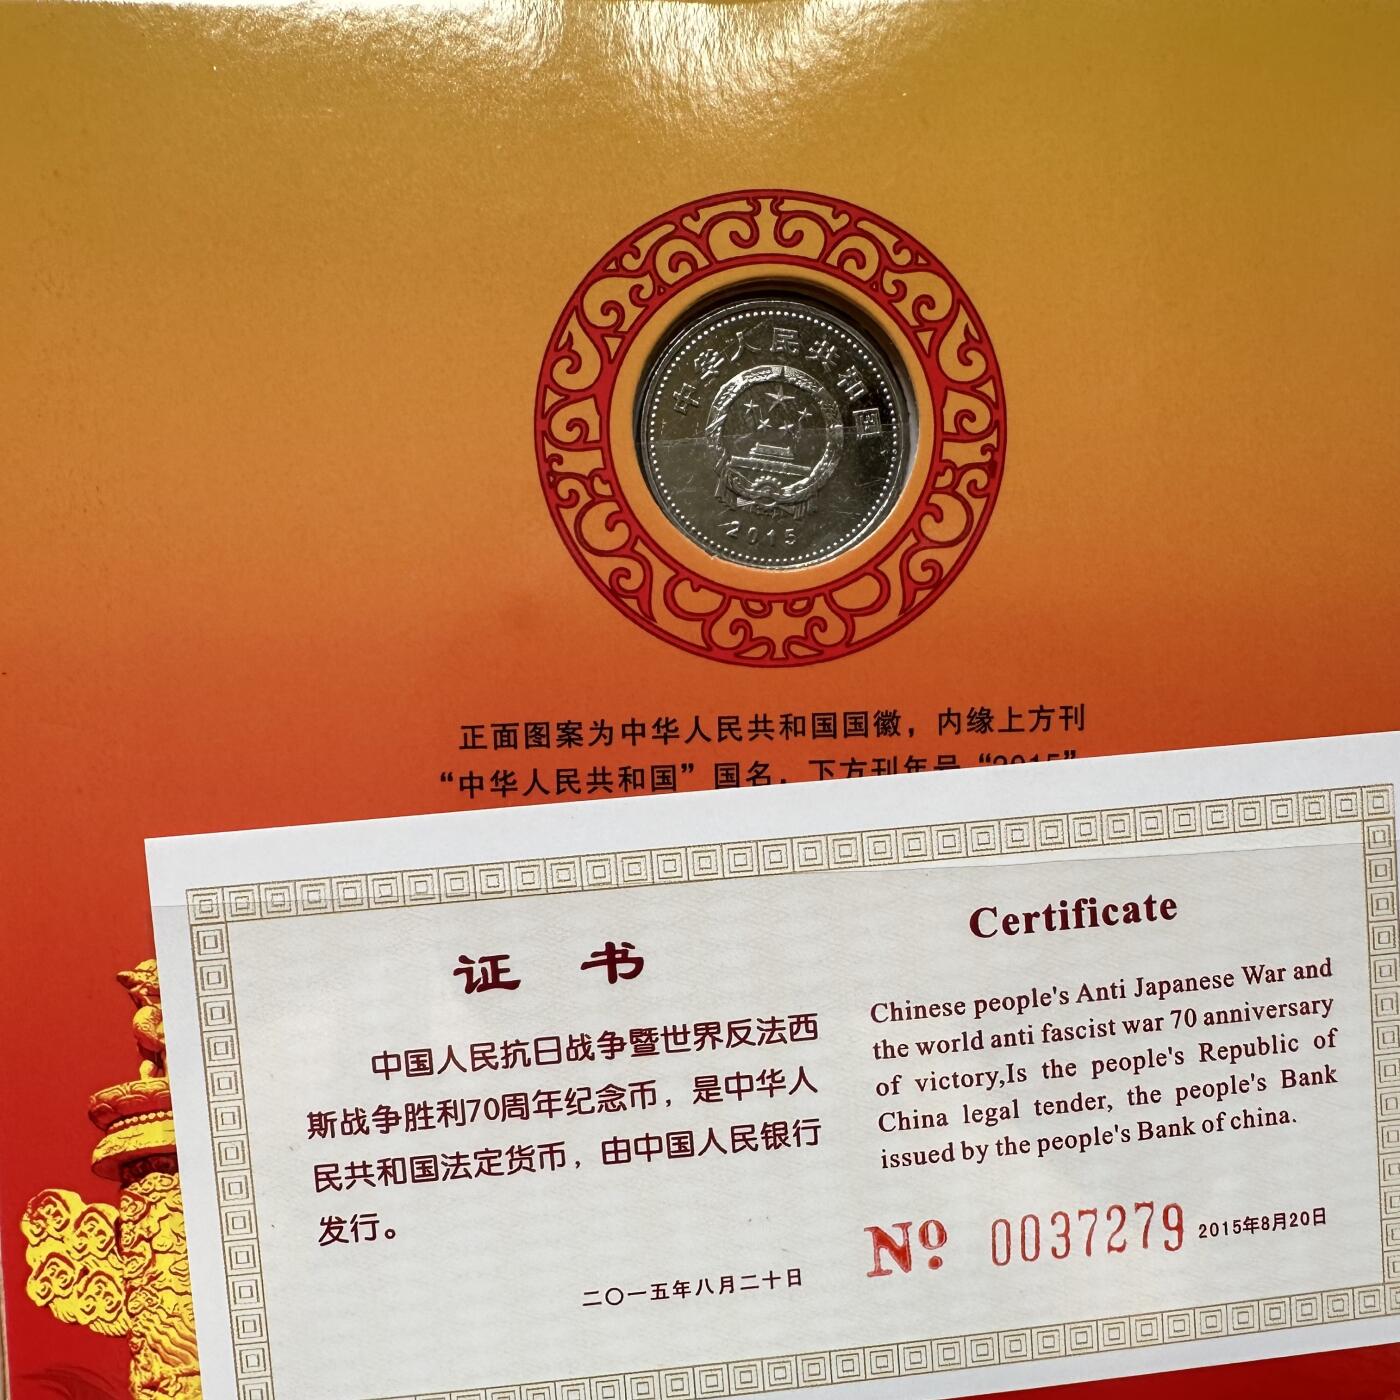 中华人民共和国
2015
正面图案为中华人民共和国国徽，内缘上方刊
“中华人民共和国”国名，下方刊年号“2015”
证 书
中国人民抗日战争暨世界反法西
斯战争胜利70周年纪念币，是中华人
民共和国法定货币，由中国人民银行
发行。
二〇一五年八月二十日
Certificate
Chinese people's Anti Japanese War and
the world anti fascist war 70 anniversary
of victory,Is the people's Republic of
China legal tender, the people's Bank
issued by the people's Bank of china.
No 0037279 2015年8月20日